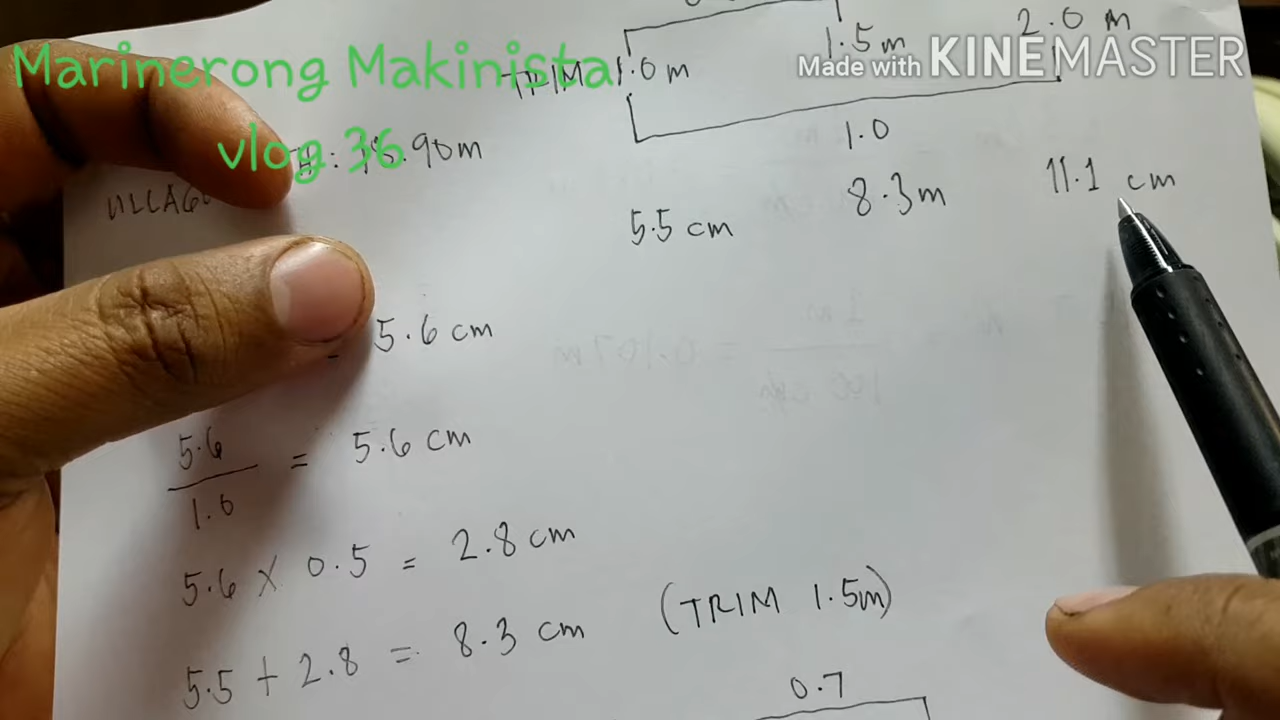 Marinerong Makinista
vlog 36
Made with KINEMASTER
TRIM 1.0 m
1.5 m
2.0 m
1.0
5.5 cm
8.3 m
11.1 cm
= 5.6 cm
5.6
1.0
= 5.6 cm
5.6 × 0.5 = 2.8 cm
5.5 + 2.8 = 8.3 cm
(TRIM 1.5m)
0.7